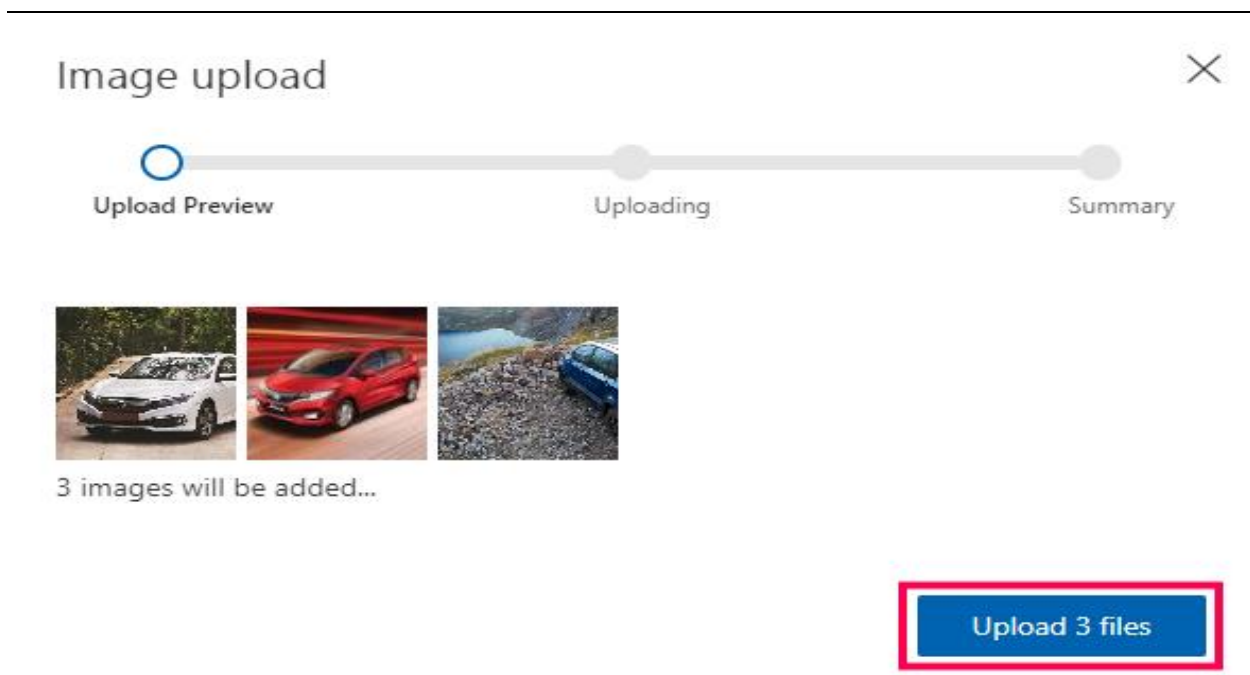 Image upload
Upload Preview
Uploading
Summary
3 images will be added...
Upload 3 files